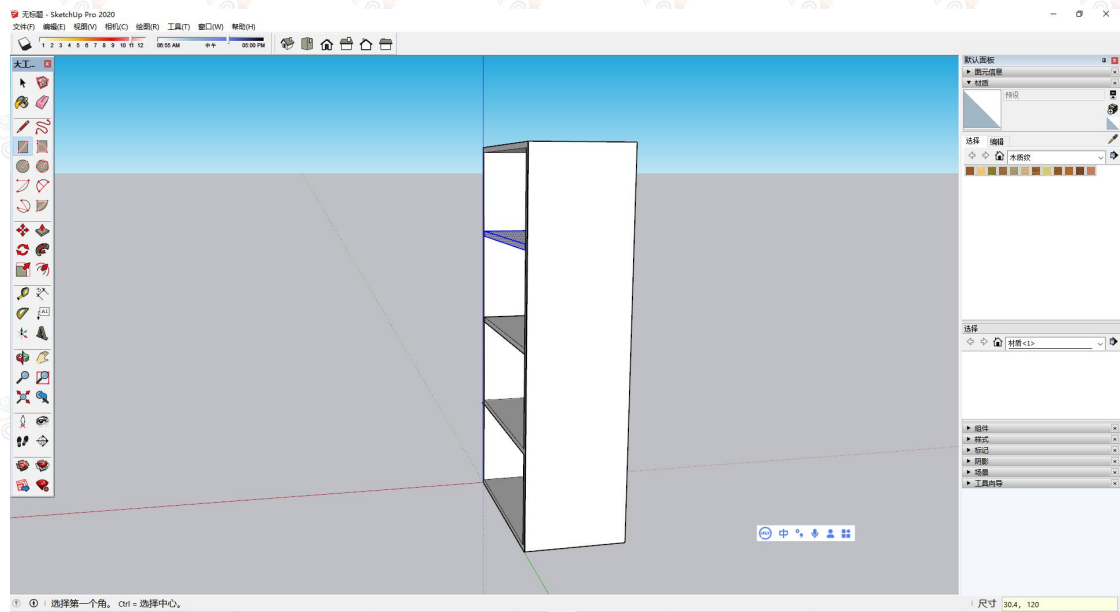 无标题 - SketchUp Pro 2020
文件(F) 编辑(E) 视图(V) 相机(C) 绘图(R) 工具(T) 窗口(W) 帮助(H)
1 2 3 4 5 6 7 8 9 10 11 12 06:55 AM 中午 05:00 PM
大工...
默认面板
图元信息
材质
预设
选择 编辑
木质纹
选择
材质<1>
组件
样式
标记
阴影
场景
工具向导
中
选择第一个角。 Ctrl = 选择中心。
尺寸 30.4, 120